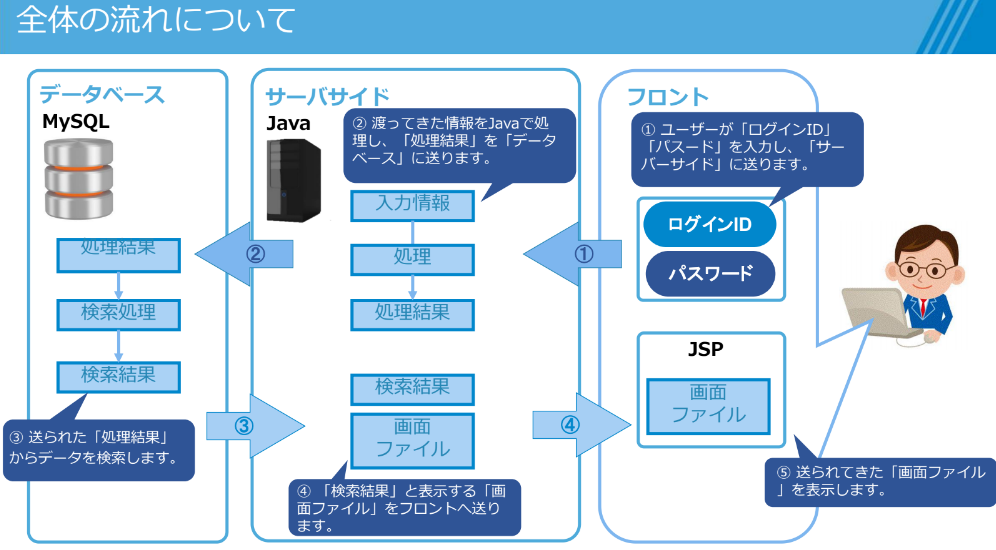 全体の流れについて
データベース
MySQL
処理結果
検索処理
検索結果
③ 送られた「処理結果」
からデータを検索します。
②
③
サーバサイド
Java
② 渡ってきた情報をJavaで処
理し、「処理結果」を「データ
ベース」に送ります。
入力情報
処理
処理結果
検索結果
画面
ファイル
④ 「検索結果」と表示する「画
面ファイル」をフロントへ送り
ます。
①
④
フロント
① ユーザーが「ログインID」
「パスード」を入力し、「サー
バーサイド」に送ります。
ログインID
パスワード
JSP
画面
ファイル
⑤ 送られてきた「画面ファイル
」を表示します。